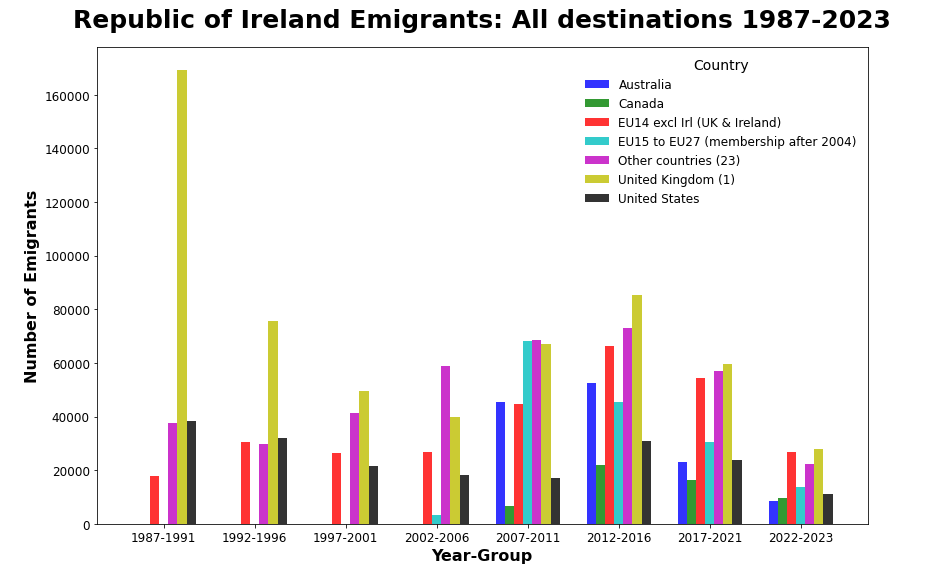 Republic of Ireland Emigrants: All destinations 1987-2023
Country
Australia
Canada
EU14 excl Irl (UK & Ireland)
EU15 to EU27 (membership after 2004)
Other countries (23)
United Kingdom (1)
United States
Number of Emigrants
160000
140000
120000
100000
80000
60000
40000
20000
0
1987-1991 1992-1996 1997-2001 2002-2006 2007-2011 2012-2016 2017-2021 2022-2023
Year-Group